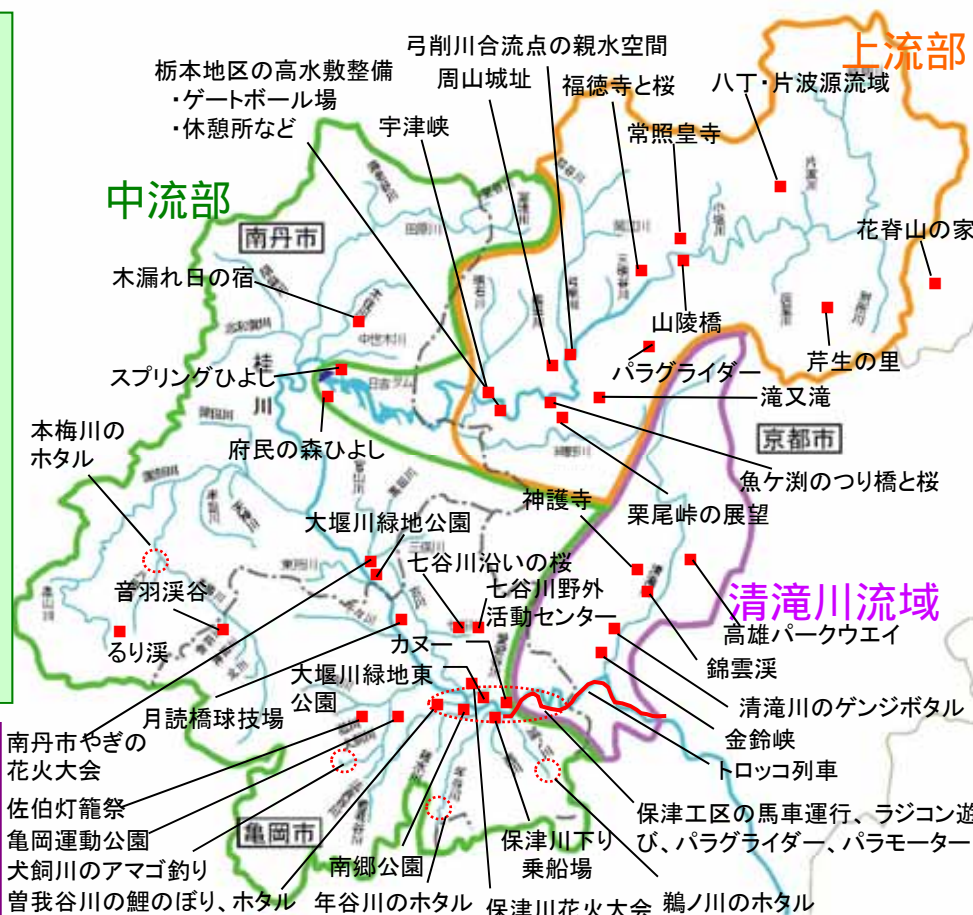 上流部
弓削川合流点の親水空間
周山城址
福徳寺と桜
八丁・片波源流域
栃本地区の高水敷整備
・ゲートボール場
・休憩所など
宇津峡
常照皇寺
中流部
南丹市
花脊山の家
木漏れ日の宿
山陵橋
芹生の里
パラグライダー
スプリングひよし
日吉ダム
桂川
滝又滝
府民の森ひよし
京都市
本梅川の
ホタル
魚ケ渕のつり橋と桜
栗尾峠の展望
神護寺
大堰川緑地公園
七谷川沿いの桜
七谷川野外
活動センター
音羽渓谷
清滝川流域
るり渓
カヌー
高雄パークウエイ
錦雲渓
大堰川緑地東
公園
月読橋球技場
清滝川のゲンジボタル
金鈴峡
南丹市やぎの
花火大会
トロッコ列車
佐伯灯籠祭
亀岡運動公園
亀岡市
保津工区の馬車運行、ラジコン遊
び、パラグライダー、パラモーター
犬飼川のアマゴ釣り
南郷公園
保津川下り
乗船場
曽我谷川の鯉のぼり、ホタル
年谷川のホタル
保津川花火大会
鵜ノ川のホタル